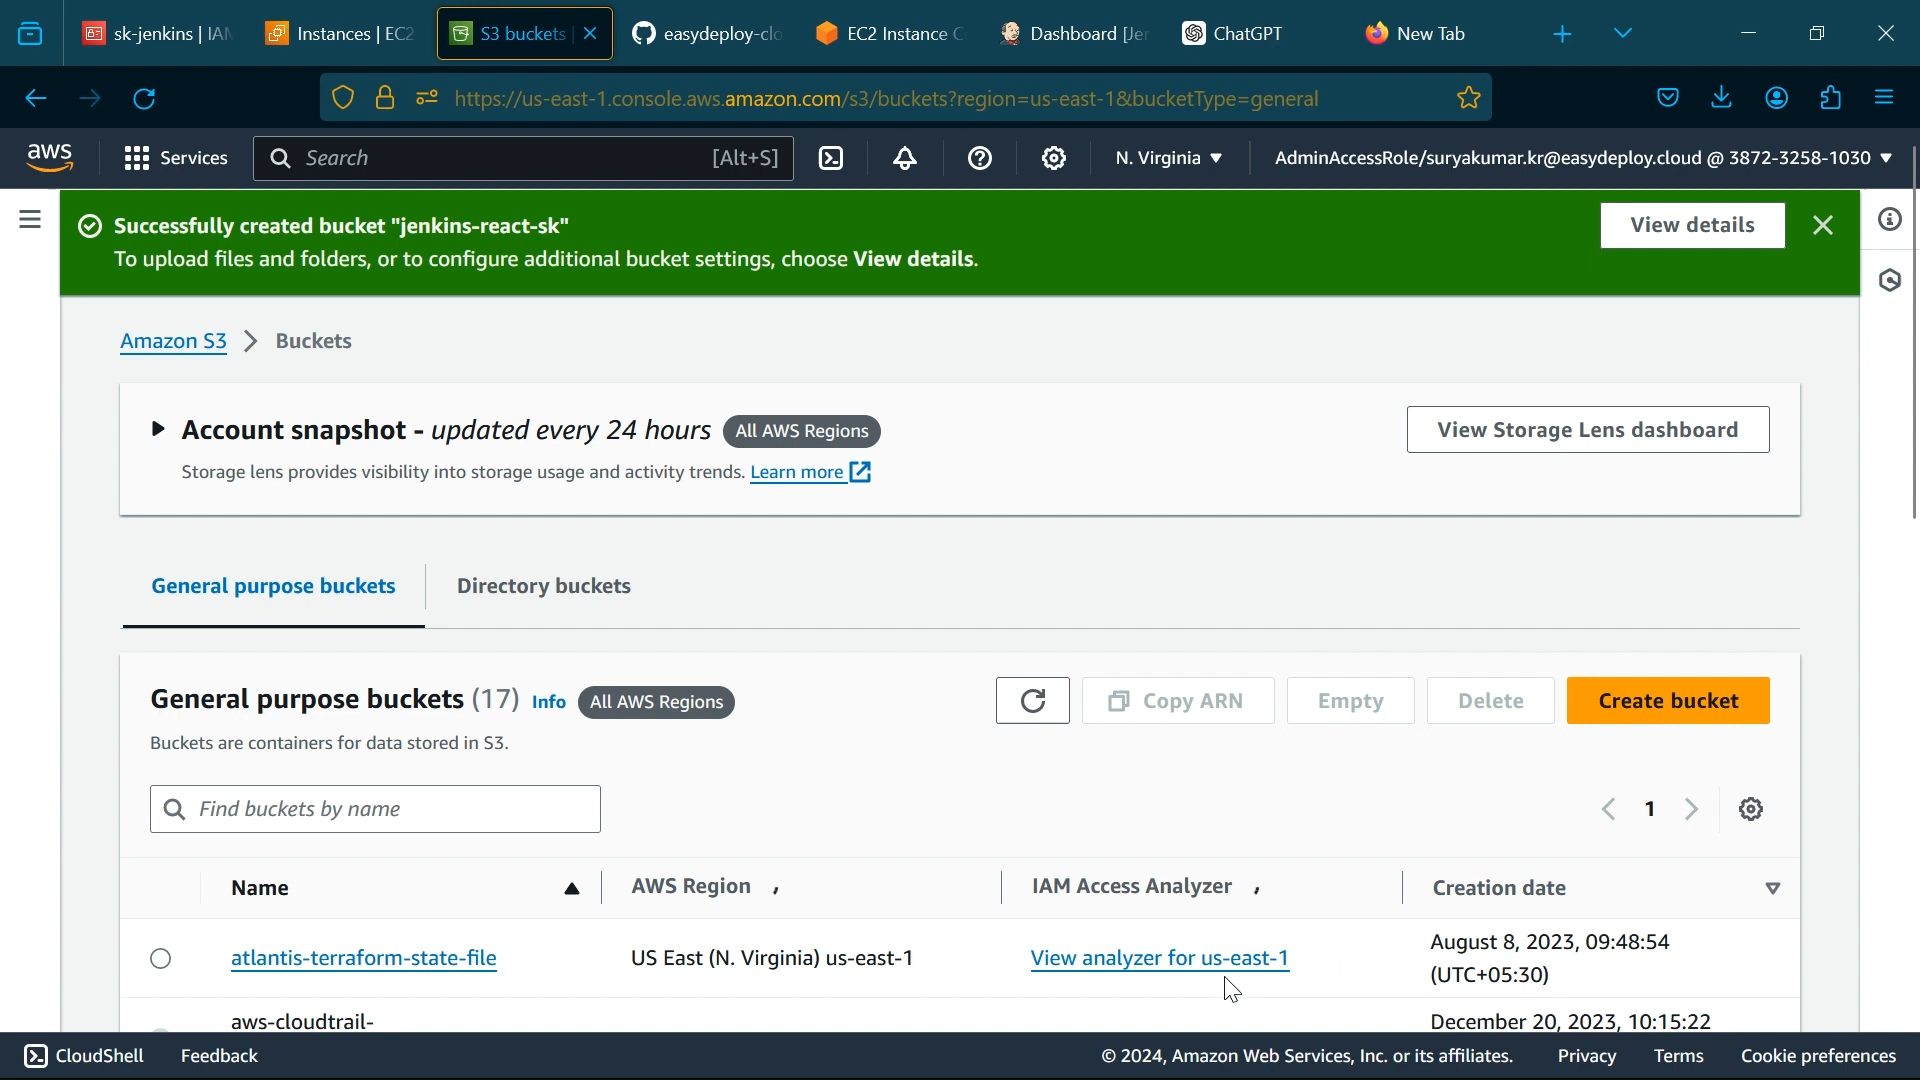 sk-jenkins | IAM
Instances | EC2
S3 buckets
easydeploy-clo
EC2 Instance C
Dashboard [Jer
ChatGPT
New Tab
https://us-east-1.console.aws.amazon.com/s3/buckets?region=us-east-1&bucketType=general
aws
Services
Search
[Alt+S]
N. Virginia
AdminAccessRole/suryakumar.kr@easydeploy.cloud @ 3872-3258-1030
Successfully created bucket "jenkins-react-sk"
To upload files and folders, or to configure additional bucket settings, choose View details.
View details
Amazon S3 > Buckets
Account snapshot - updated every 24 hours
All AWS Regions
View Storage Lens dashboard
Storage lens provides visibility into storage usage and activity trends. Learn more
General purpose buckets
Directory buckets
General purpose buckets (17) Info
All AWS Regions
Copy ARN
Empty
Delete
Create bucket
Buckets are containers for data stored in S3.
Find buckets by name
1
Name
AWS Region
IAM Access Analyzer
Creation date
atlantis-terraform-state-file
US East (N. Virginia) us-east-1
View analyzer for us-east-1
August 8, 2023, 09:48:54
(UTC+05:30)
aws-cloudtrail-
December 20, 2023, 10:15:22
CloudShell
Feedback
© 2024, Amazon Web Services, Inc. or its affiliates.
Privacy
Terms
Cookie preferences